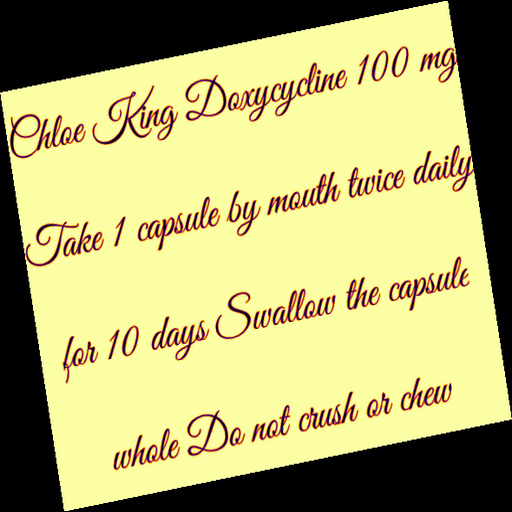 Chloe King Doxycycline 100 mg
Take 1 capsule by mouth twice daily
for 10 days Swallow the capsule
whole Do not crush or chew